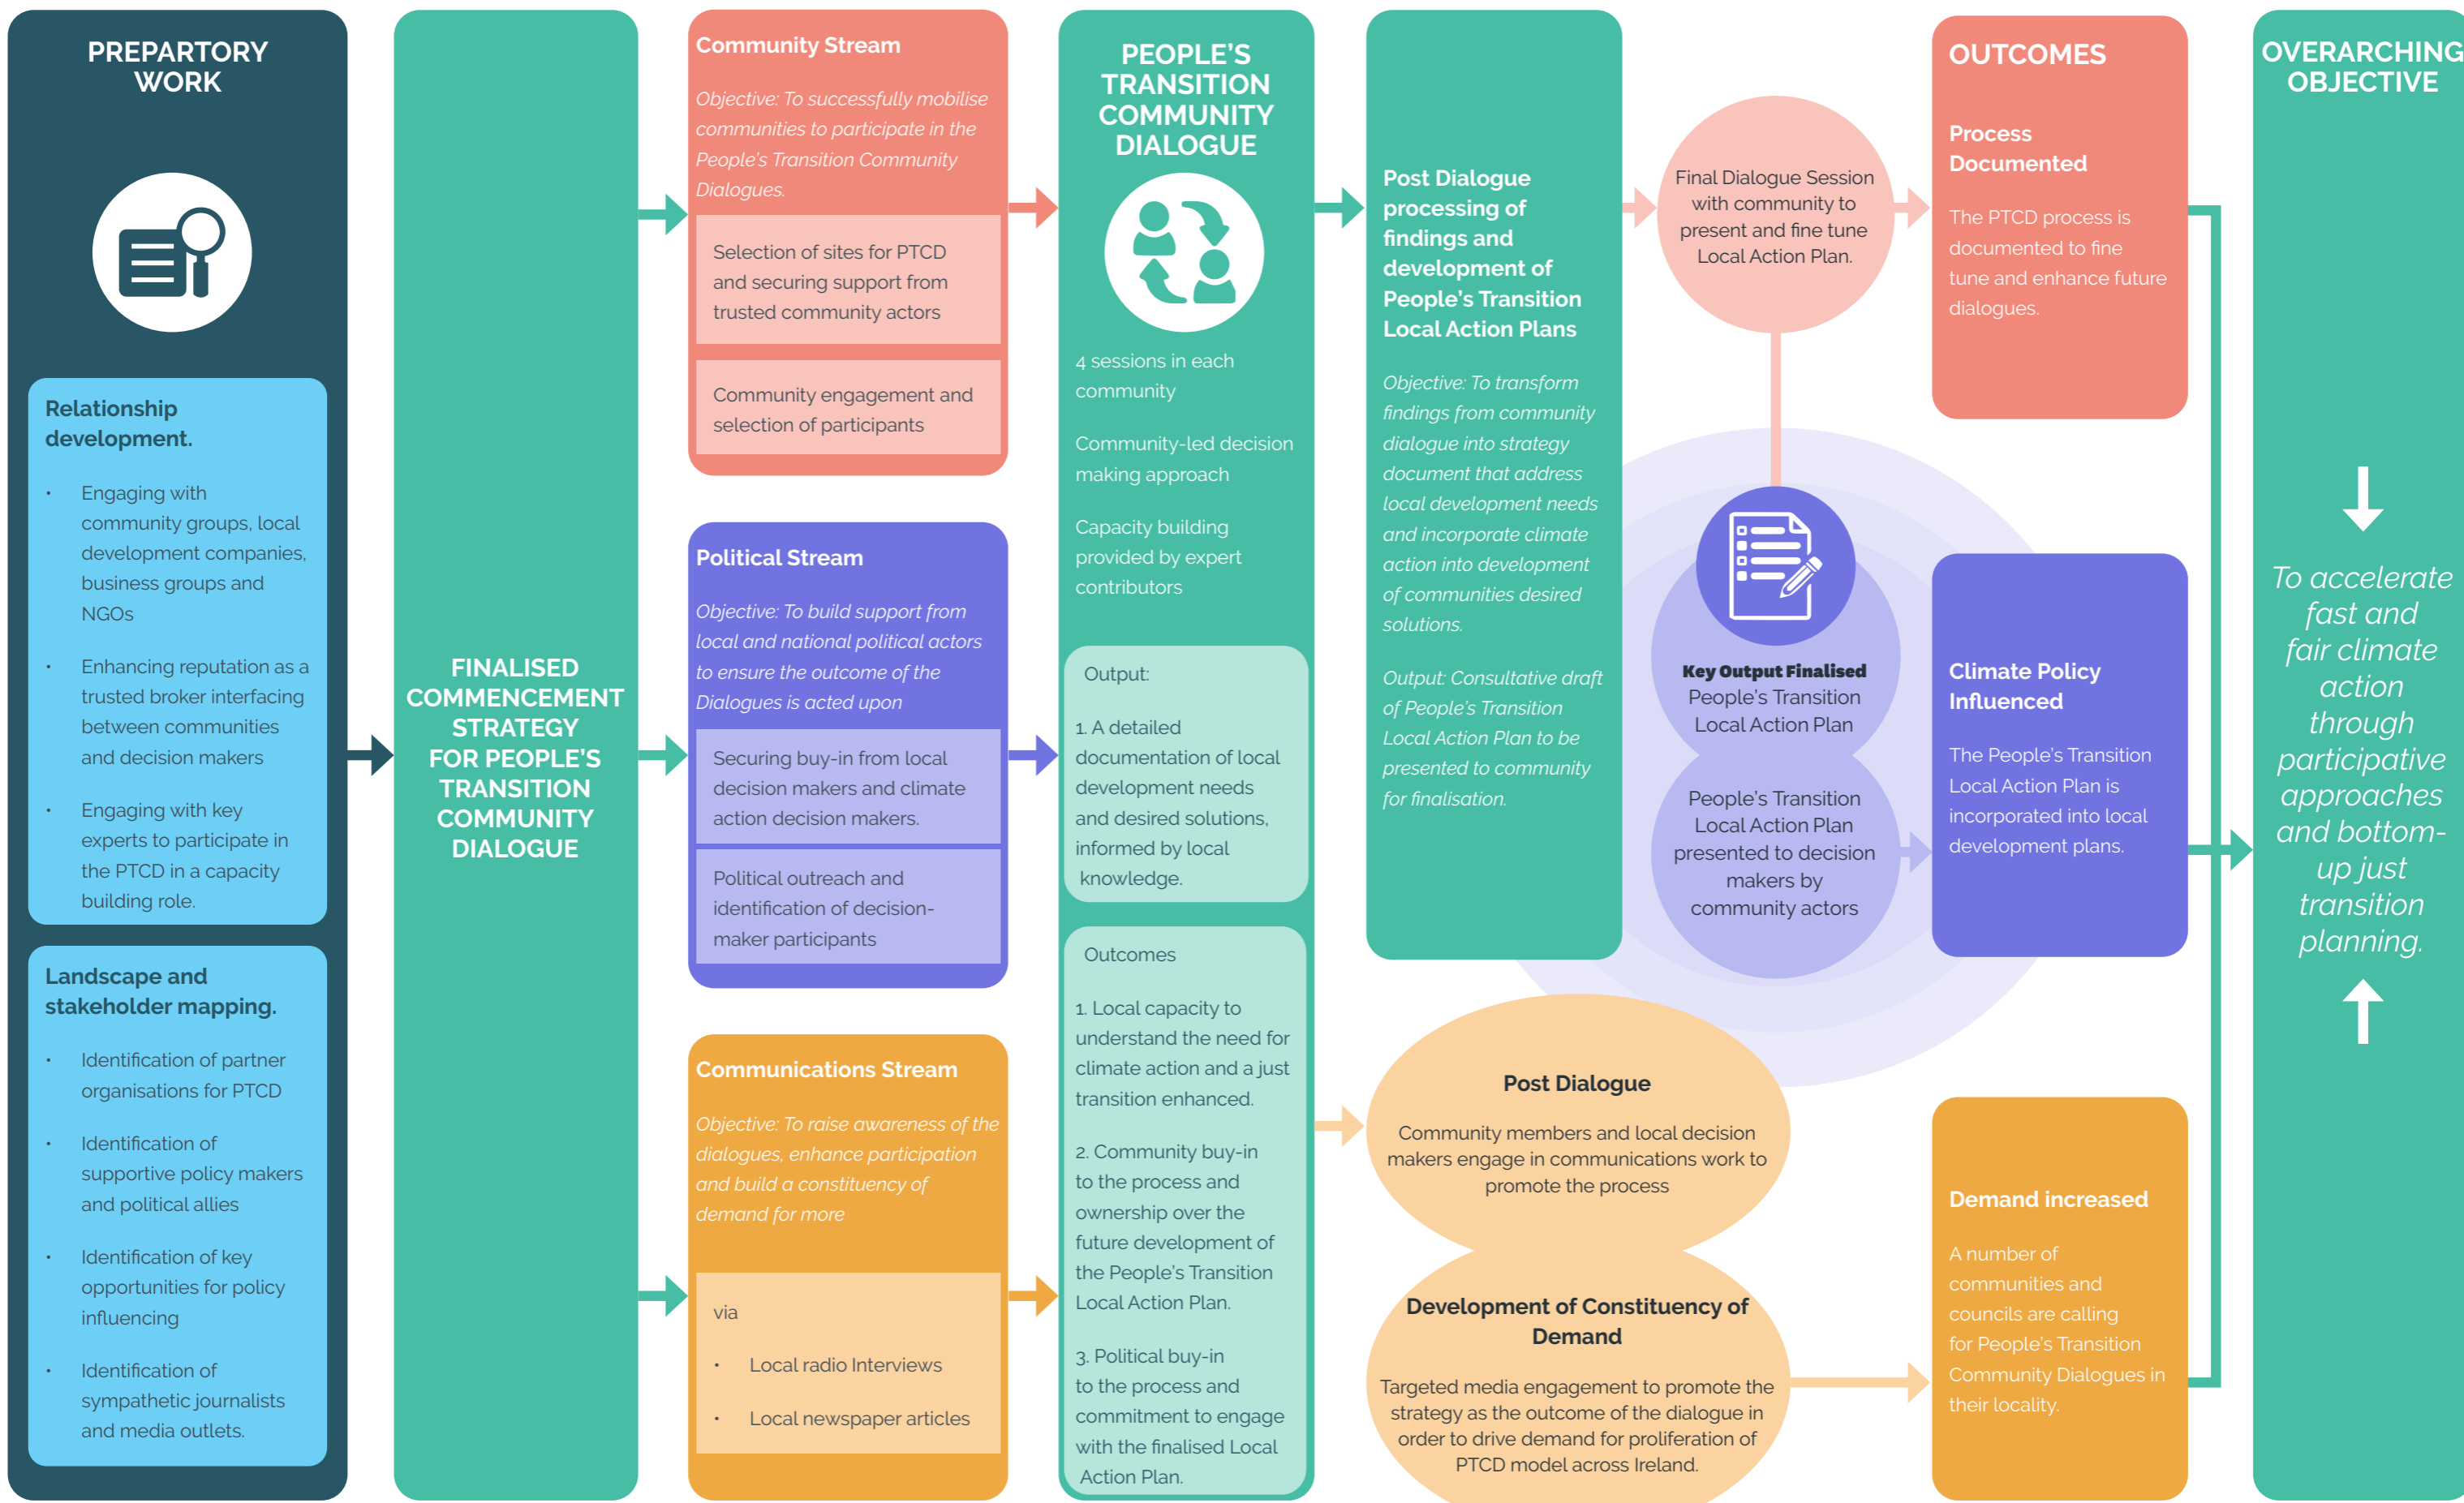 PREPARTORY
WORK
Relationship
development.
• Engaging with
community groups, local
development companies,
business groups and
NGOs
• Enhancing reputation as a
trusted broker interfacing
between communities
and decision makers
• Engaging with key
experts to participate in
the PTCD in a capacity
building role.
Landscape and
stakeholder mapping.
• Identification of partner
organisations for PTCD
• Identification of
supportive policy makers
and political allies
• Identification of key
opportunities for policy
influencing
• Identification of
sympathetic journalists
and media outlets.
FINALISED
COMMENCEMENT
STRATEGY
FOR PEOPLE'S
TRANSITION
COMMUNITY
DIALOGUE
Community Stream
Objective: To successfully mobilise
communities to participate in the
People's Transition Community
Dialogues.
Selection of sites for PTCD
and securing support from
trusted community actors
Community engagement and
selection of participants
Political Stream
Objective: To build support from
local and national political actors
to ensure the outcome of the
Dialogues is acted upon
Securing buy-in from local
decision makers and climate
action decision makers.
Political outreach and
identification of decision-
maker participants
Communications Stream
Objective: To raise awareness of the
dialogues, enhance participation
and build a constituency of
demand for more
via
• Local radio Interviews
• Local newspaper articles
PEOPLE'S
TRANSITION
COMMUNITY
DIALOGUE
4 sessions in each
community
Community-led decision
making approach
Capacity building
provided by expert
contributors
Output:
1. A detailed
documentation of local
development needs
and desired solutions,
informed by local
knowledge.
Outcomes
1. Local capacity to
understand the need for
climate action and a just
transition enhanced.
2. Community buy-in
to the process and
ownership over the
future development of
the People's Transition
Local Action Plan.
3. Political buy-in
to the process and
commitment to engage
with the finalised Local
Action Plan.
Post Dialogue
processing of
findings and
development of
People's Transition
Local Action Plans
Objective: To transform
findings from community
dialogue into strategy
document that address
local development needs
and incorporate climate
action into development
of communities desired
solutions.
Output: Consultative draft
of People's Transition
Local Action Plan to be
presented to community
for finalisation.
Final Dialogue Session
with community to
present and fine tune
Local Action Plan.
Key Output Finalised
People's Transition
Local Action Plan
People's Transition
Local Action Plan
presented to decision
makers by
community actors
Post Dialogue
Community members and local decision
makers engage in communications work to
promote the process
Development of Constituency of
Demand
Targeted media engagement to promote the
strategy as the outcome of the dialogue in
order to drive demand for proliferation of
PTCD model across Ireland.
OUTCOMES
Process
Documented
The PTCD process is
documented to fine
tune and enhance future
dialogues.
Climate Policy
Influenced
The People's Transition
Local Action Plan is
incorporated into local
development plans.
Demand increased
A number of
communities and
councils are calling
for People's Transition
Community Dialogues in
their locality.
OVERARCHING
OBJECTIVE
To accelerate
fast and
fair climate
action
through
participative
approaches
and bottom-
up just
transition
planning.